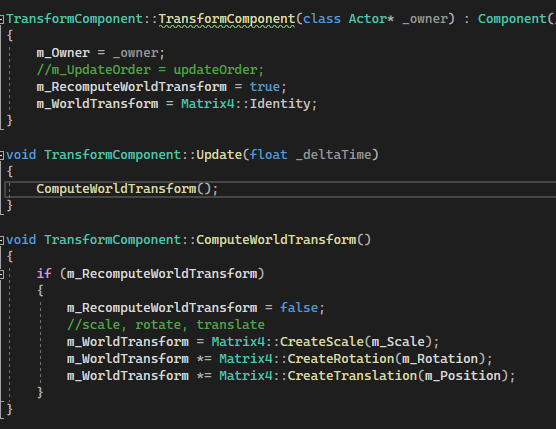 TransformComponent::TransformComponent(class Actor* _owner) : Component(
{
    m_Owner = _owner;
    //m_UpdateOrder = updateOrder;
    m_RecomputeWorldTransform = true;
    m_WorldTransform = Matrix4::Identity;
}
void TransformComponent::Update(float _deltaTime)
{
    ComputeWorldTransform();
}
void TransformComponent::ComputeWorldTransform()
{
    if (m_RecomputeWorldTransform)
    {
        m_RecomputeWorldTransform = false;
        //scale, rotate, translate
        m_WorldTransform = Matrix4::CreateScale(m_Scale);
        m_WorldTransform *= Matrix4::CreateRotation(m_Rotation);
        m_WorldTransform *= Matrix4::CreateTranslation(m_Position);
    }
}